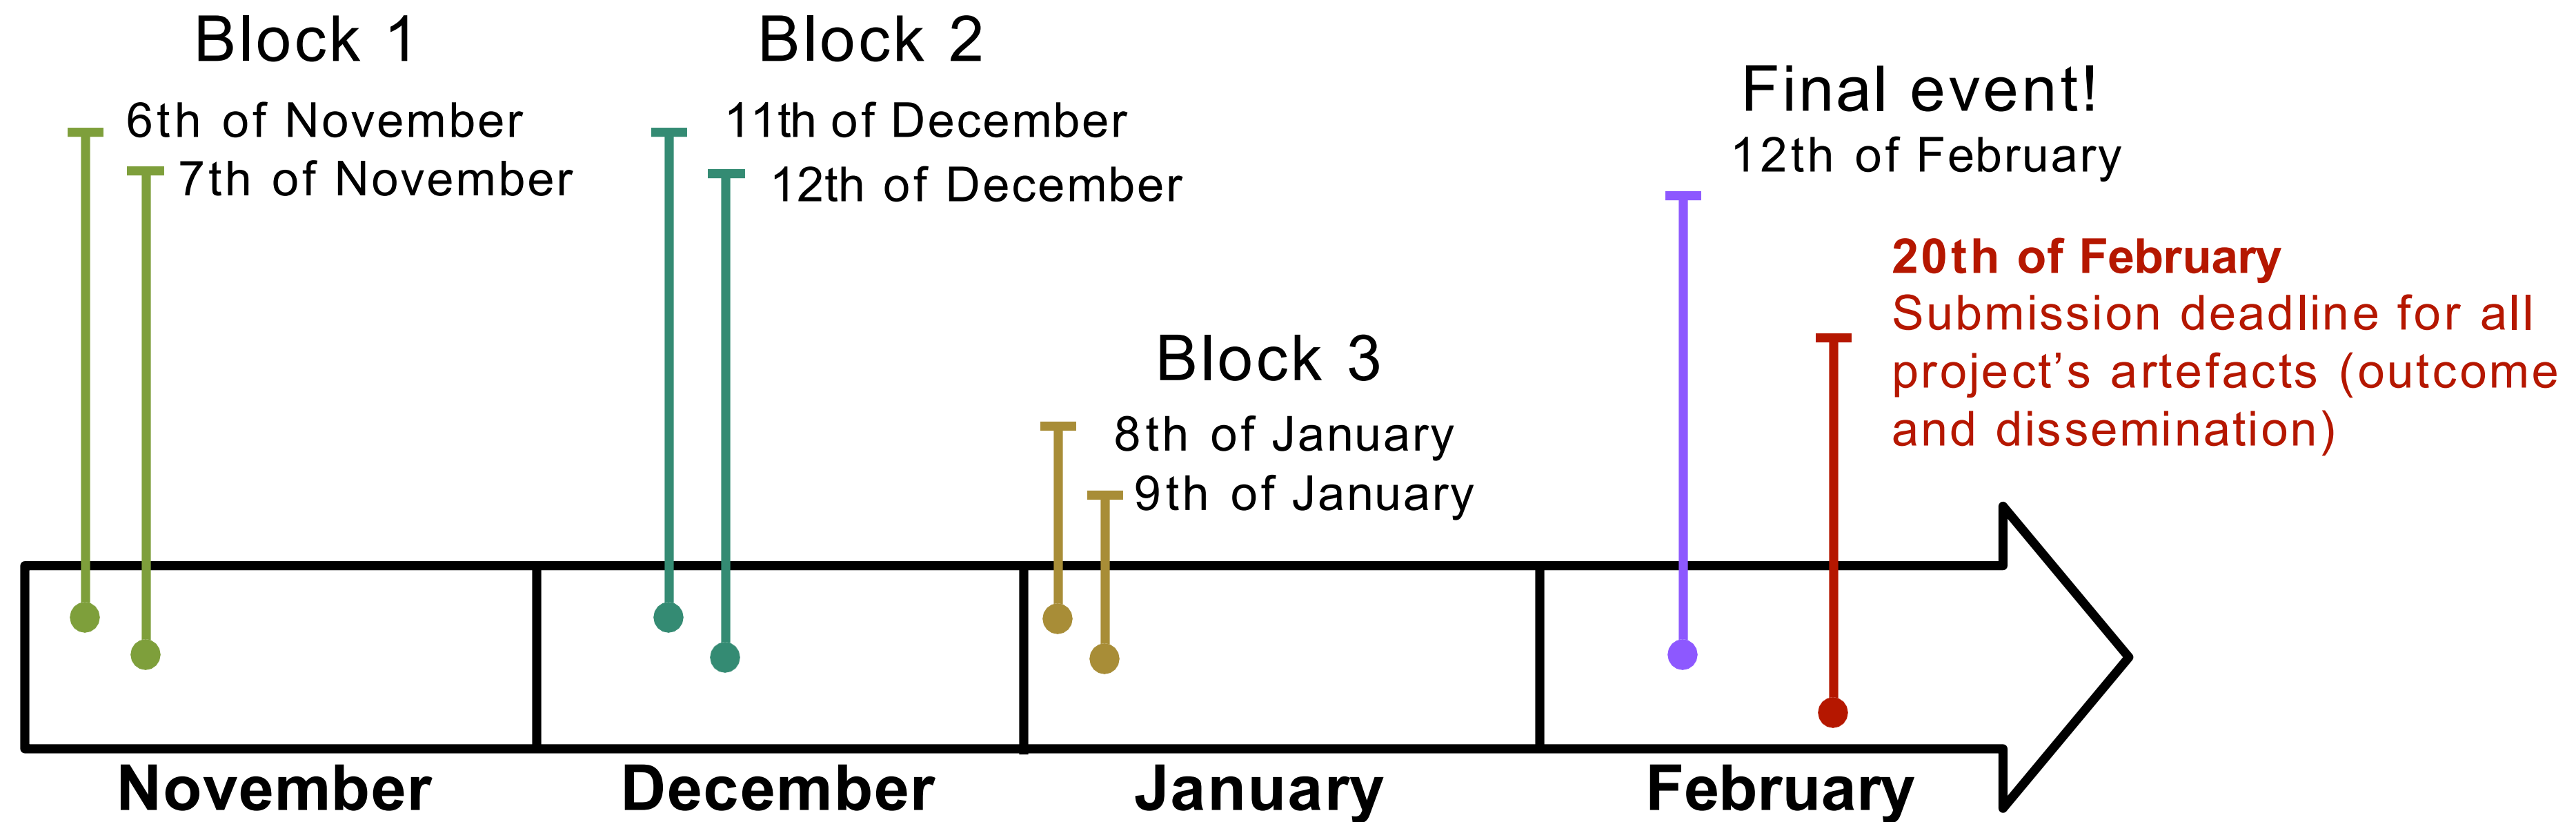 Block 1
6th of November
7th of November
Block 2
11th of December
12th of December
Block 3
8th of January
9th of January
Final event!
12th of February
20th of February
Submission deadline for all
project’s artefacts (outcome
and dissemination)
November
December
January
February